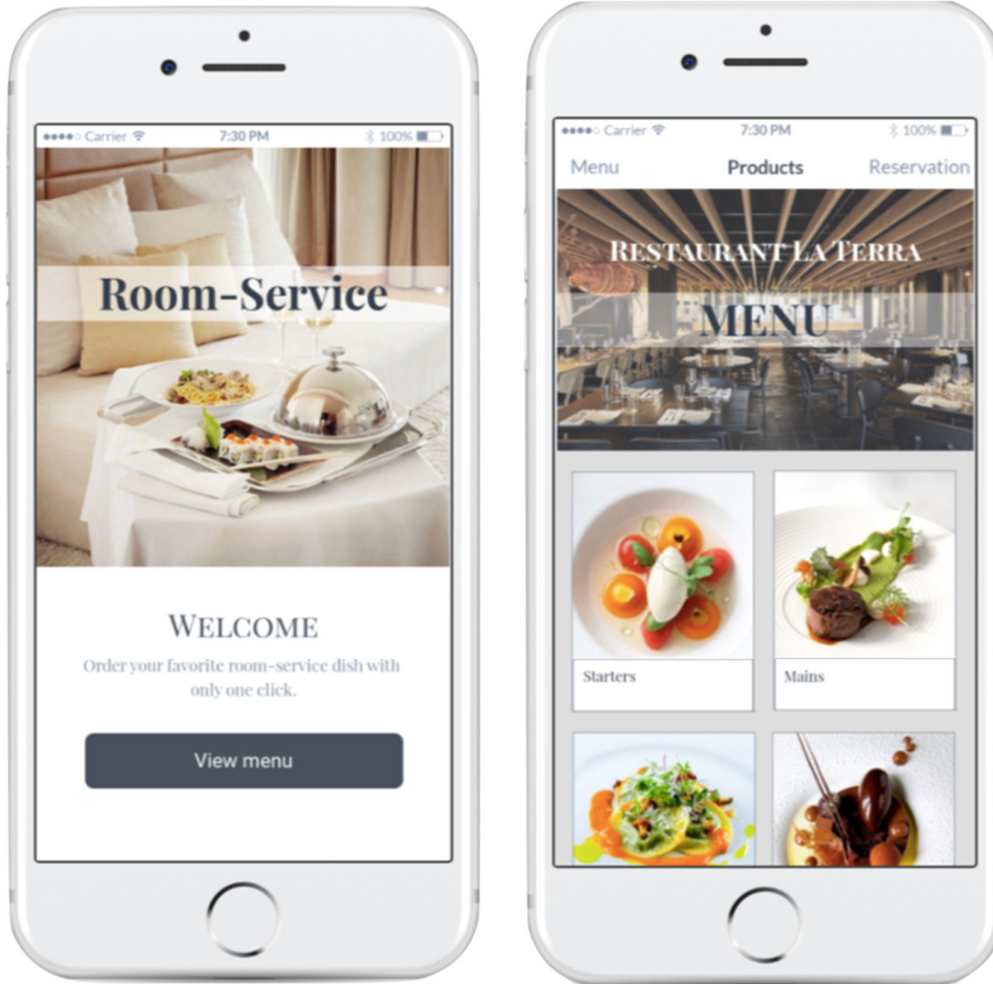 Carrier 7:30 PM 100%
Room-Service
WELCOME
Order your favorite room-service dish with
only one click.
View menu
Carrier 7:30 PM 100%
Menu Products Reservation
RESTAURANT LA TERRA
MENU
Starters Mains